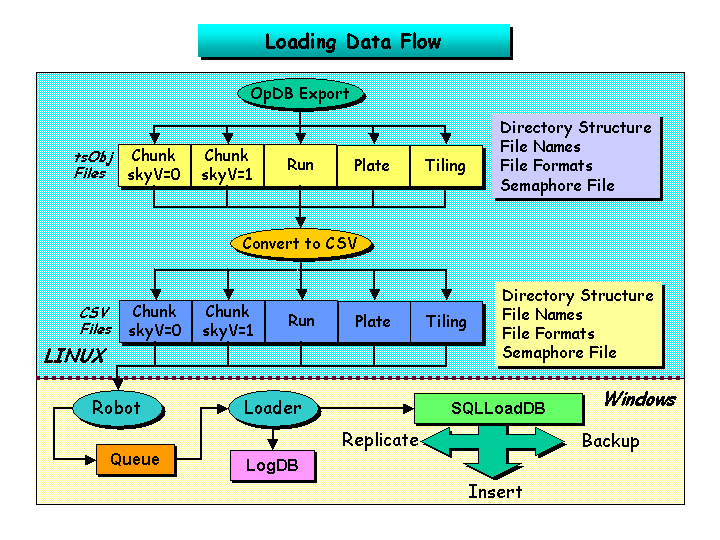 Loading Data Flow
OpDB Export
Directory Structure
File Names
File Formats
Semaphore File
tsObj
Files
Chunk
skyV=0
Chunk
skyV=1
Run
Plate
Tiling
Convert to CSV
Directory Structure
File Names
File Formats
Semaphore File
CSV
Files
Chunk
skyV=0
Chunk
skyV=1
Run
Plate
Tiling
LINUX
Windows
Robot
Loader
SQLLoadDB
Replicate
Backup
Queue
LogDB
Insert